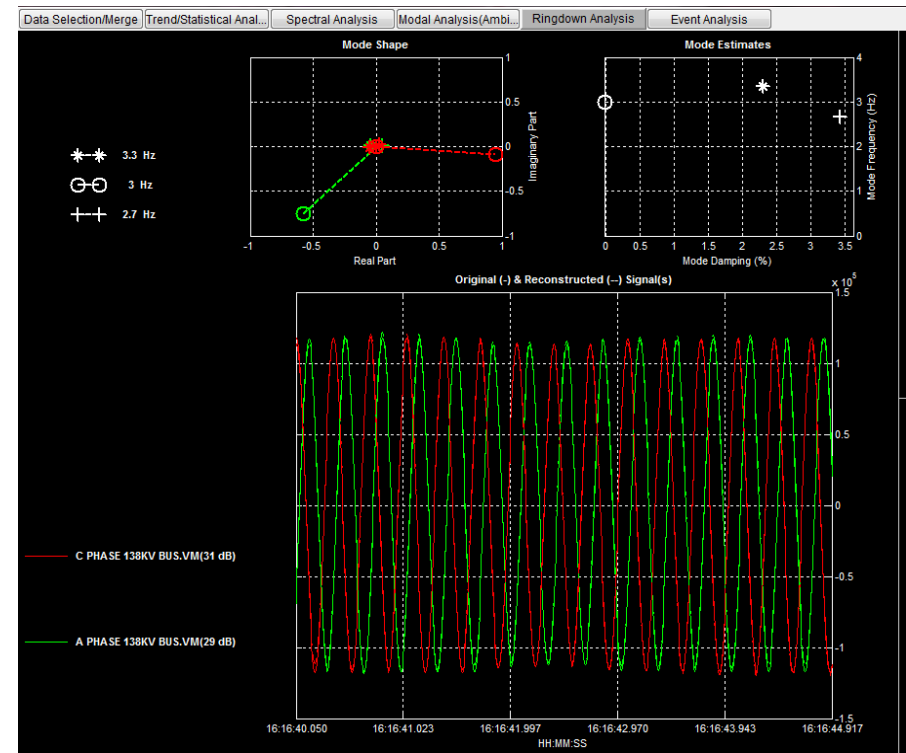 Data Selection/Merge Trend/Statistical Anal... Spectral Analysis Modal Analysis(Ambi... Ringdown Analysis Event Analysis
Mode Shape
1
0.5
0
-0.5
-1
Imaginary Part
-1 -0.5 0 0.5 1
Real Part
3.3 Hz
3 Hz
2.7 Hz
Mode Estimates
4
3
2
1
0
Mode Frequency (Hz)
0 0.5 1 1.5 2 2.5 3 3.5
Mode Damping (%)
Original (-) & Reconstructed (--) Signal(s)
x 10^5
1.5
1
0.5
0
-0.5
-1
-1.5
C PHASE 138KV BUS.VM(31 dB)
A PHASE 138KV BUS.VM(29 dB)
16:16:40.050 16:16:41.023 16:16:41.997 16:16:42.970 16:16:43.943 16:16:44.917
HH:MM:SS